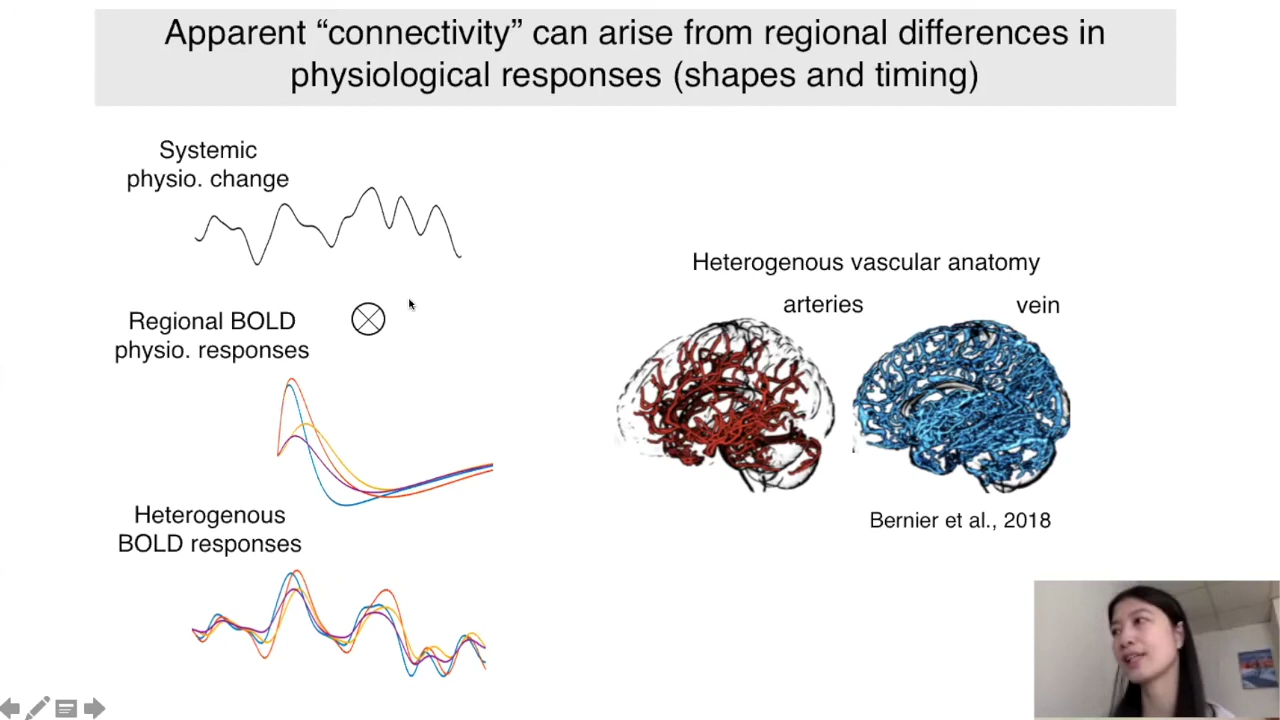 Apparent “connectivity” can arise from regional differences in
physiological responses (shapes and timing)
Systemic
physio. change
Regional BOLD
physio. responses
Heterogenous
BOLD responses
Heterogenous vascular anatomy
arteries
vein
Bernier et al., 2018